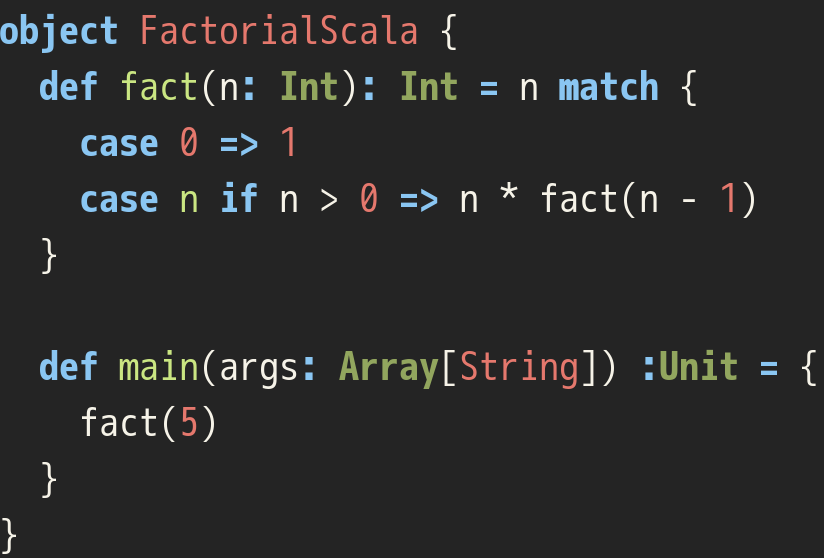 object FactorialScala {
  def fact(n: Int): Int = n match {
    case 0 => 1
    case n if n > 0 => n * fact(n - 1)
  }

  def main(args: Array[String]) :Unit = {
    fact(5)
  }
}